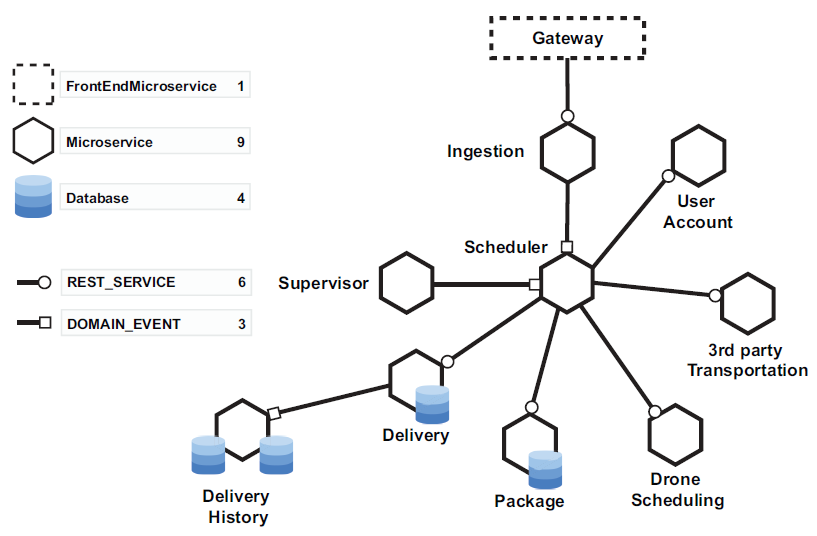 Gateway
FrontEndMicroservice 1
Microservice 9
Database 4
REST_SERVICE 6
DOMAIN_EVENT 3
Ingestion
User
Account
Scheduler
Supervisor
3rd party
Transportation
Delivery
Drone
Scheduling
Package
Delivery
History